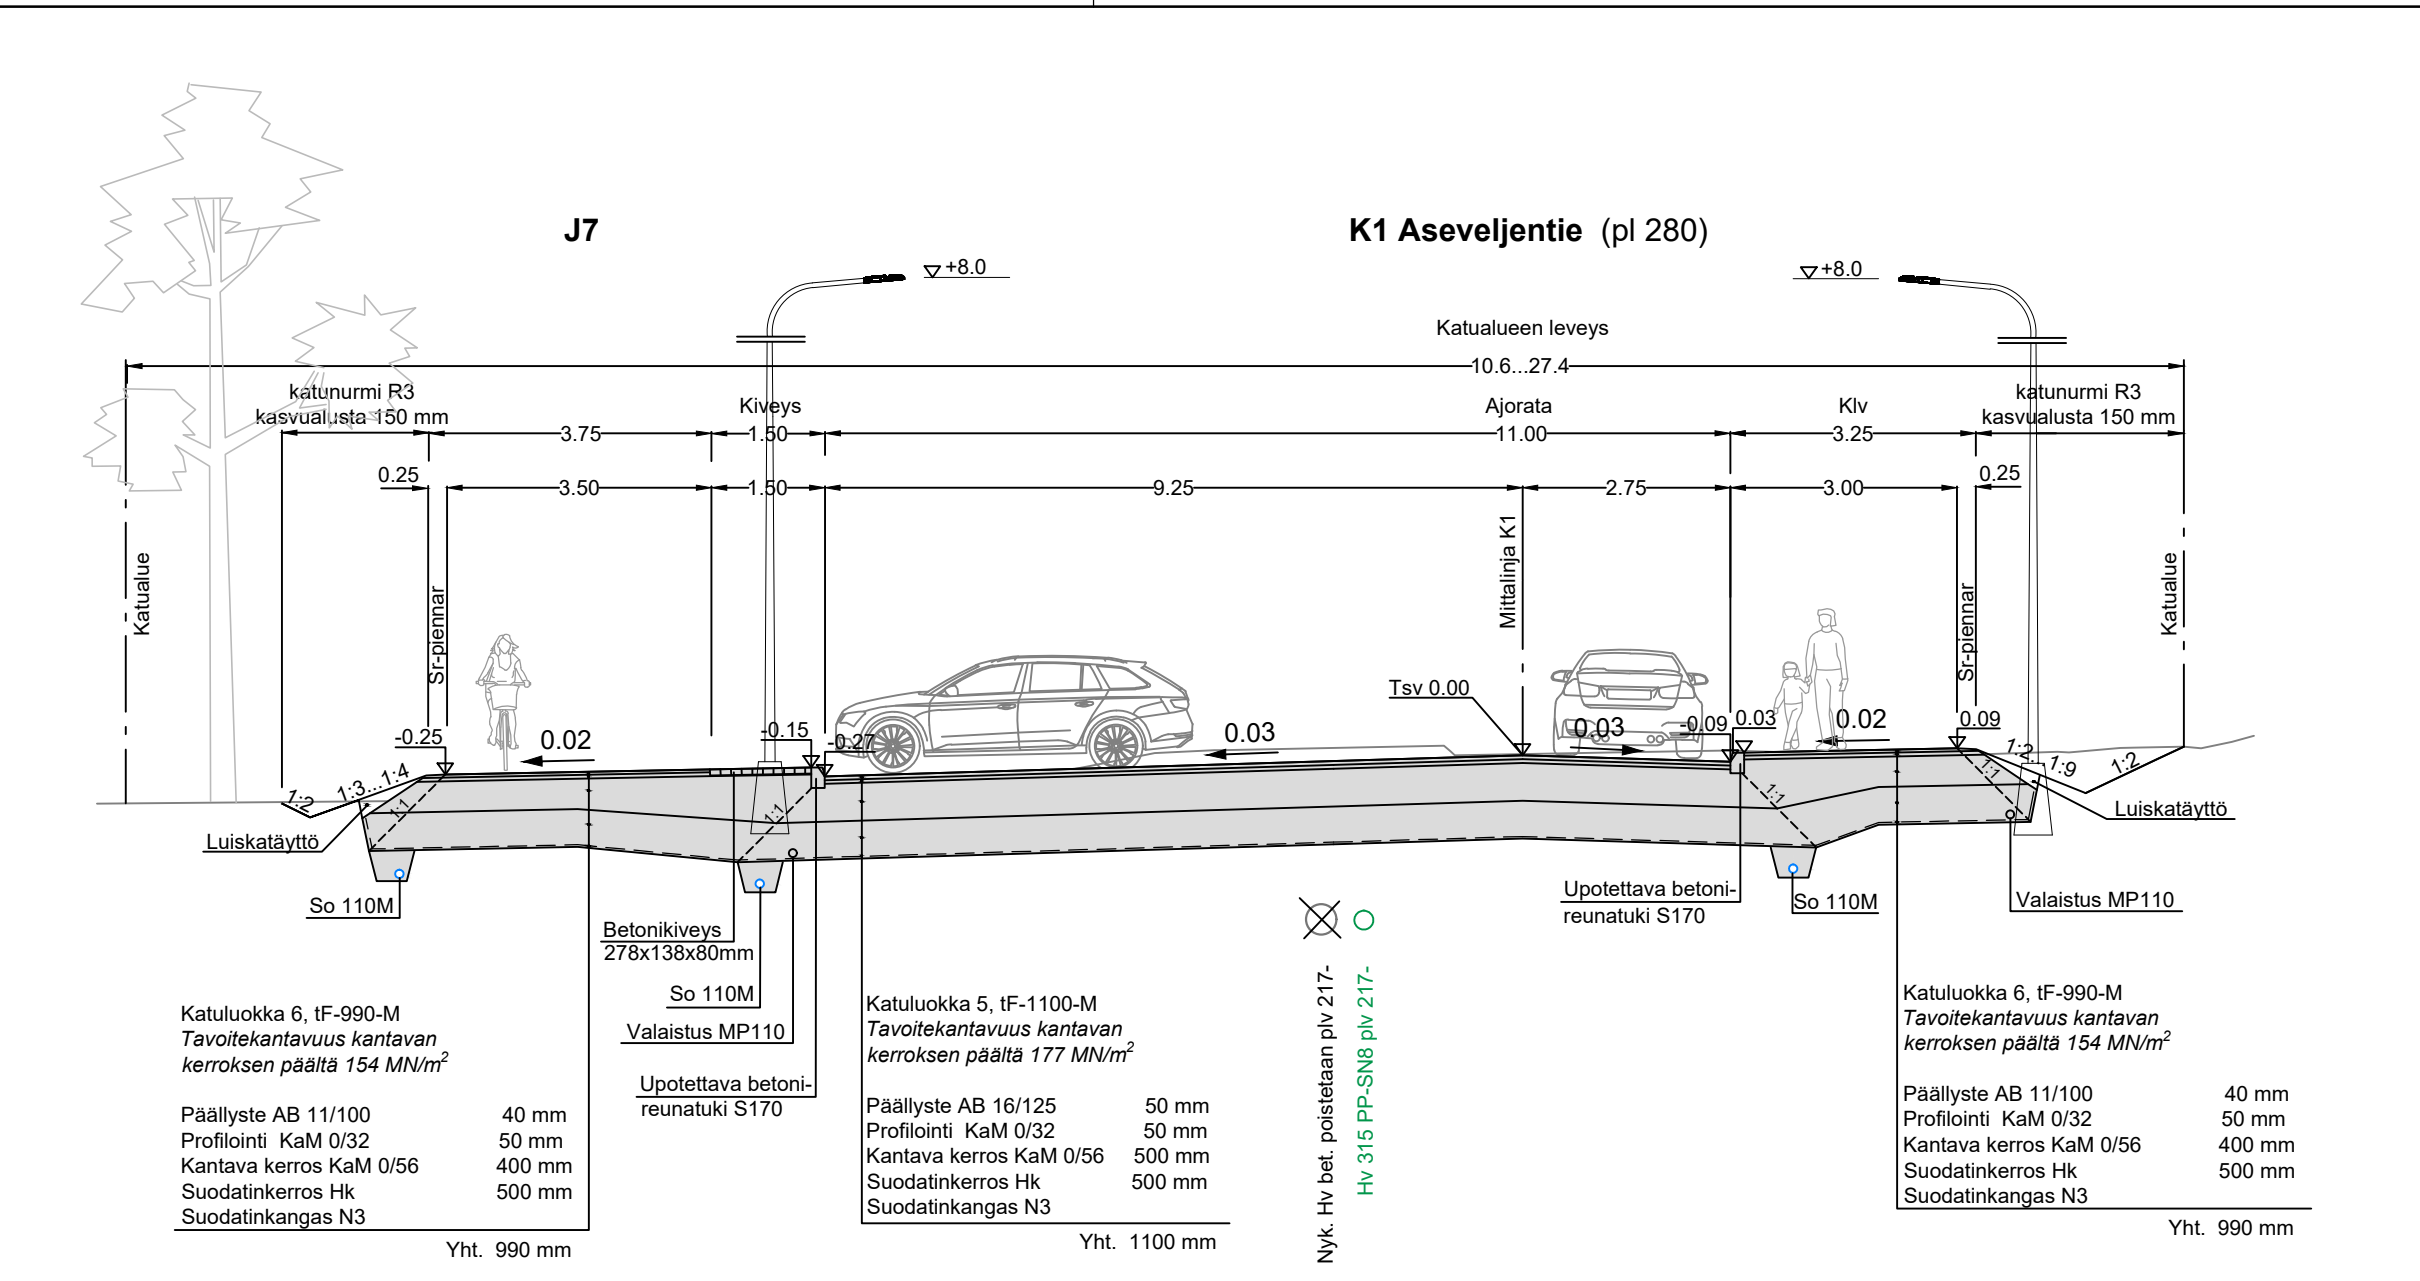 J7
K1 Aseveljentie (pl 280)
+8.0
+8.0
Katualueen leveys
10.6...27.4
katunurmi R3
kasvualusta 150 mm
Kiveys
Ajorata
Klv
katunurmi R3
kasvualusta 150 mm
3.75
1.50
11.00
3.25
0.25
3.50
1.50
9.25
2.75
3.00
0.25
Katualue
Sr-piennar
Mittalinja K1
Sr-piennar
Katualue
Tsv 0.00
-0.25
0.02
-0.15
-0.27
0.03
0.03
-0.09
0.03
0.02
0.09
1:2
1:3...1:4
1:1
1:1
1:1
1:1
1:2...1:9
1:2
Luiskatäyttö
Luiskatäyttö
So 110M
Betonikiveys
278x138x80mm
So 110M
Valaistus MP110
Upotettava betoni-
reunatuki S170
Upotettava betoni-
reunatuki S170
So 110M
Valaistus MP110
Nyk. Hv bet. poistetaan plv 217-
Hv 315 PP-SN8 plv 217-
Katuluokka 6, tF-990-M
Tavoitekantavuus kantavan
kerroksen päältä 154 MN/m²
Päällyste AB 11/100 40 mm
Profilointi KaM 0/32 50 mm
Kantava kerros KaM 0/56 400 mm
Suodatinkerros Hk 500 mm
Suodatinkangas N3
Yht. 990 mm
Katuluokka 5, tF-1100-M
Tavoitekantavuus kantavan
kerroksen päältä 177 MN/m²
Päällyste AB 16/125 50 mm
Profilointi KaM 0/32 50 mm
Kantava kerros KaM 0/56 500 mm
Suodatinkerros Hk 500 mm
Suodatinkangas N3
Yht. 1100 mm
Katuluokka 6, tF-990-M
Tavoitekantavuus kantavan
kerroksen päältä 154 MN/m²
Päällyste AB 11/100 40 mm
Profilointi KaM 0/32 50 mm
Kantava kerros KaM 0/56 400 mm
Suodatinkerros Hk 500 mm
Suodatinkangas N3
Yht. 990 mm